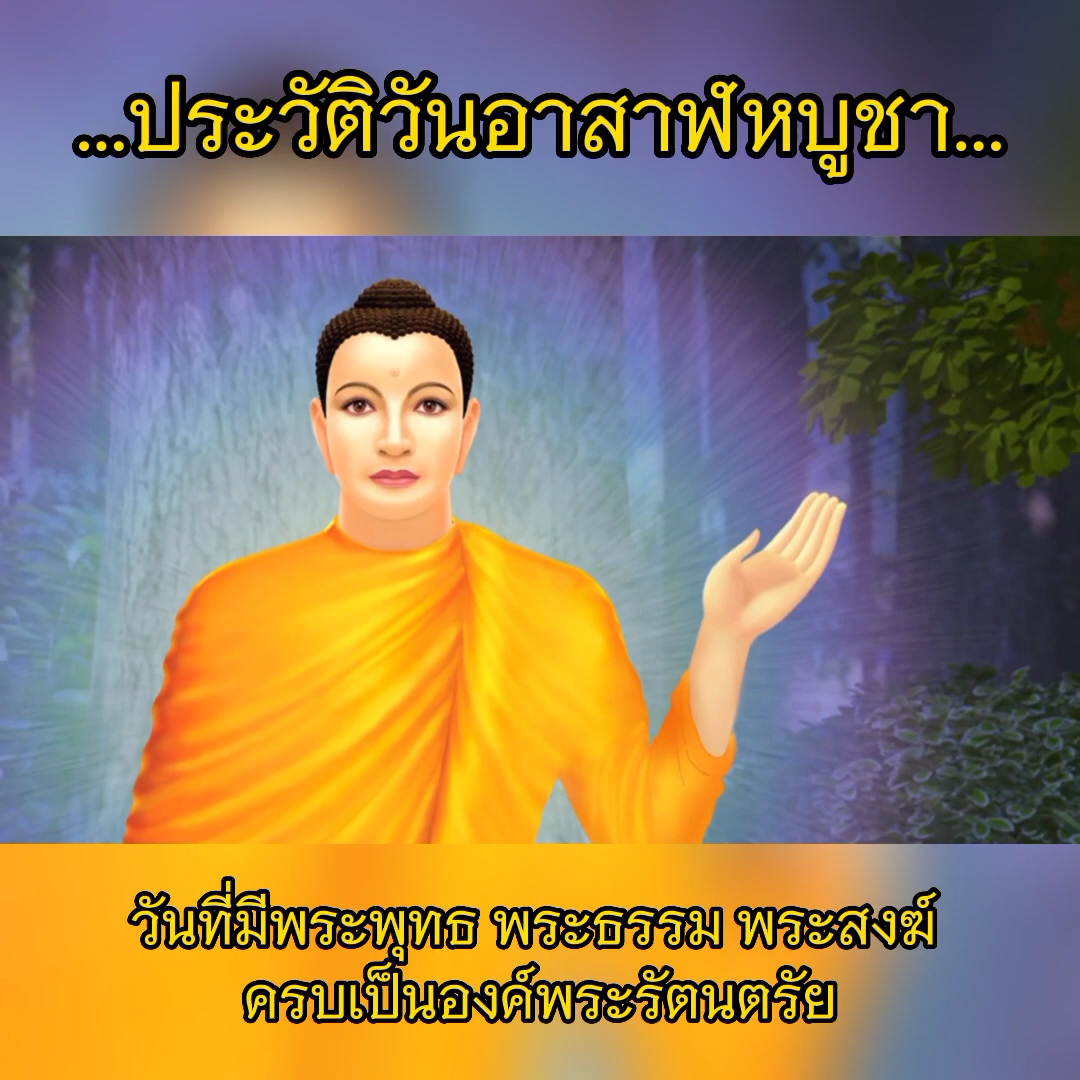 ...ประวัติวันอาสาฬหบูชา...
วันที่มีพระพุทธ พระธรรม พระสงฆ์
ครบเป็นองค์พระรัตนตรัย